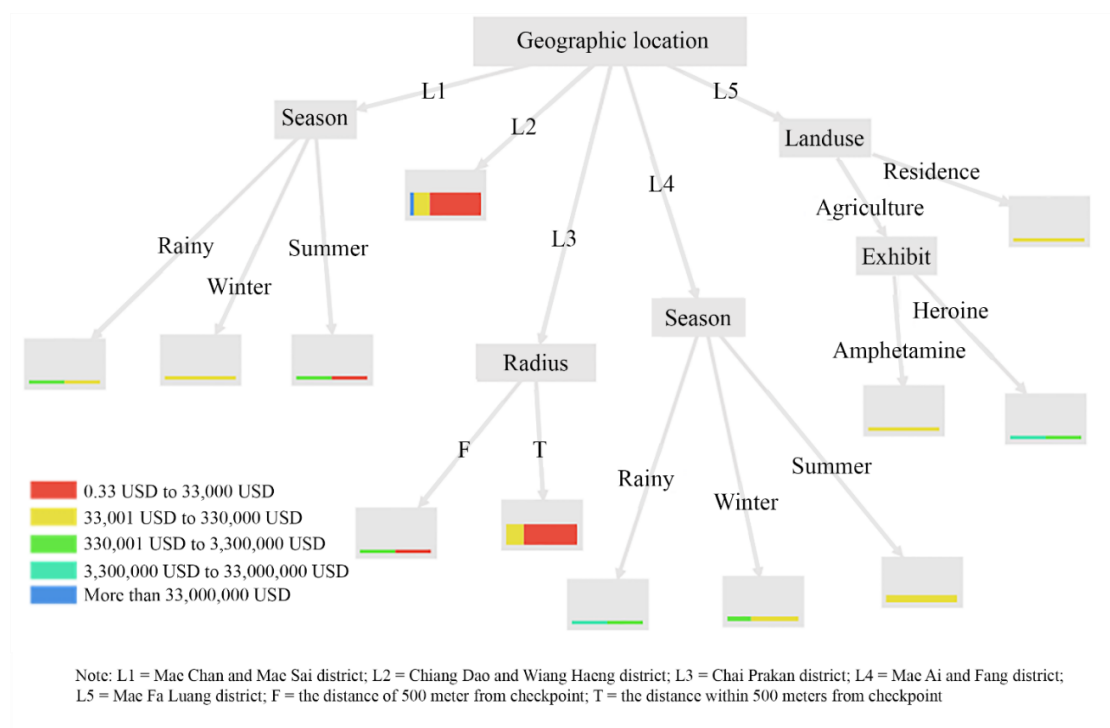 Geographic location
L1
L2
L3
L4
L5
Season
Landuse
Residence
Agriculture
Exhibit
Rainy
Winter
Summer
Heroine
Amphetamine
Season
Radius
F
T
Rainy
Winter
Summer
0.33 USD to 33,000 USD
33,001 USD to 330,000 USD
330,001 USD to 3,300,000 USD
3,300,000 USD to 33,000,000 USD
More than 33,000,000 USD
Note: L1 = Mae Chan and Mae Sai district; L2 = Chiang Dao and Wiang Haeng district; L3 = Chai Prakan district; L4 = Mae Ai and Fang district;
L5 = Mae Fa Luang district; F = the distance of 500 meter from checkpoint; T = the distance within 500 meters from checkpoint